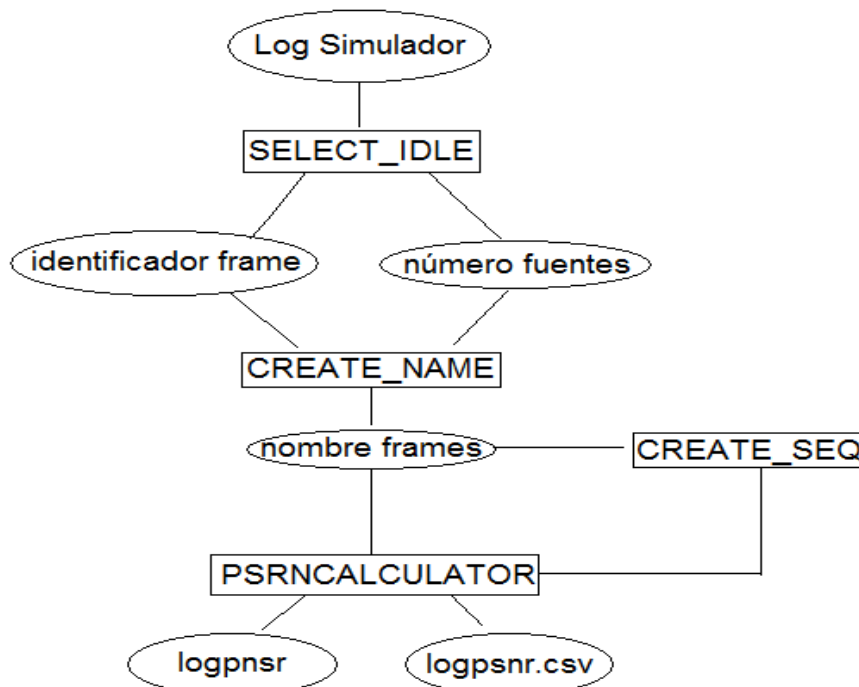 Log Simulador
SELECT_IDLE
identificador frame
número fuentes
CREATE_NAME
nombre frames
CREATE_SEQ
PSRNCALCULATOR
logpnsr
logpsnr.csv